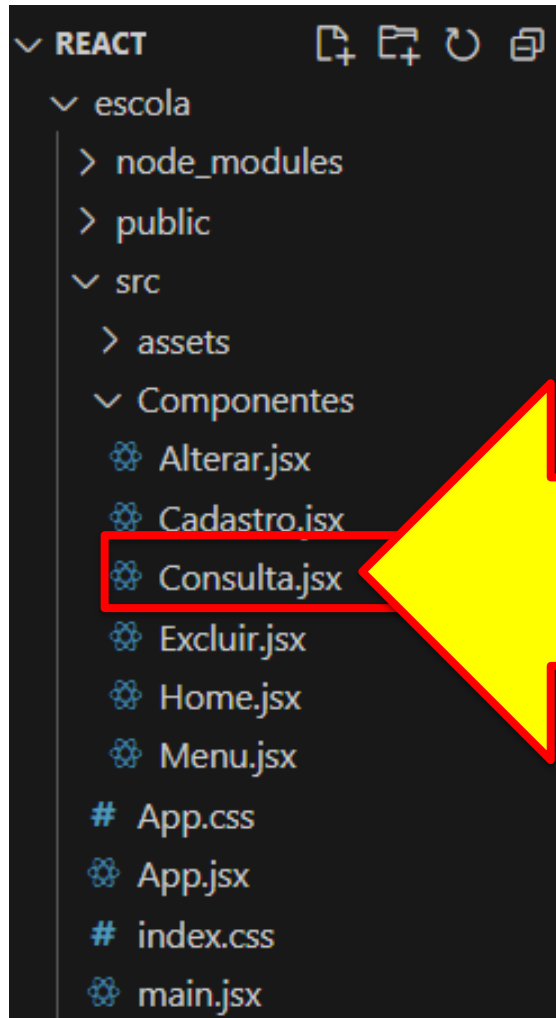 REACT
escola
node_modules
public
src
assets
Componentes
Alterar.jsx
Cadastro.jsx
Consulta.jsx
Excluir.jsx
Home.jsx
Menu.jsx
# App.css
App.jsx
# index.css
main.jsx